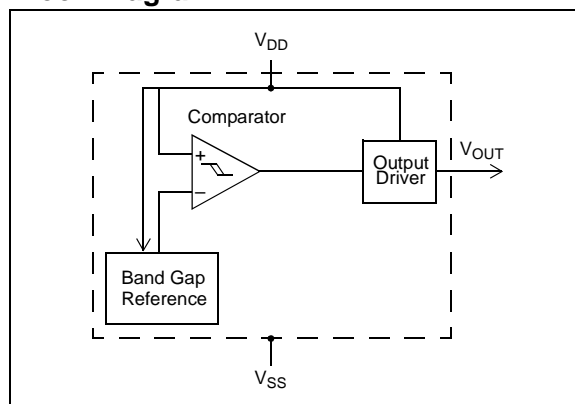 V_DD
Comparator
+
–
Output
Driver
V_OUT
Band Gap
Reference
V_SS